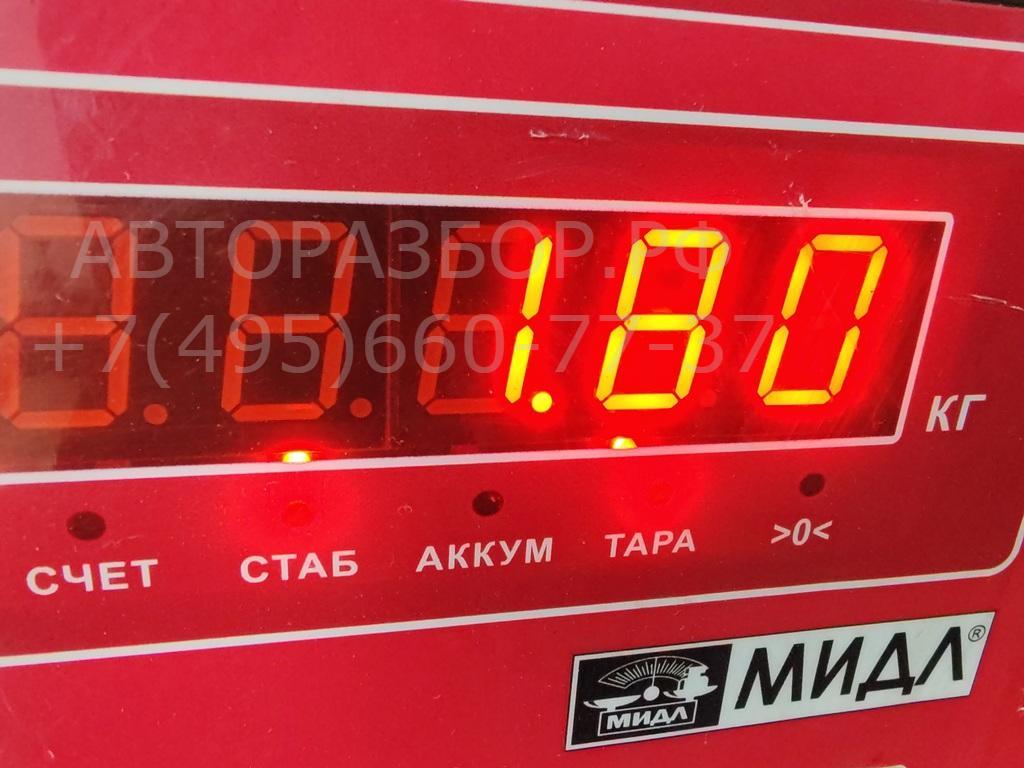 АВТОРАЗБОР.РФ
+7(495)660-77-37
1.80
КГ
СЧЕТ СТАБ АККУМ ТАРА >0<
МИДЛ МИДЛ®